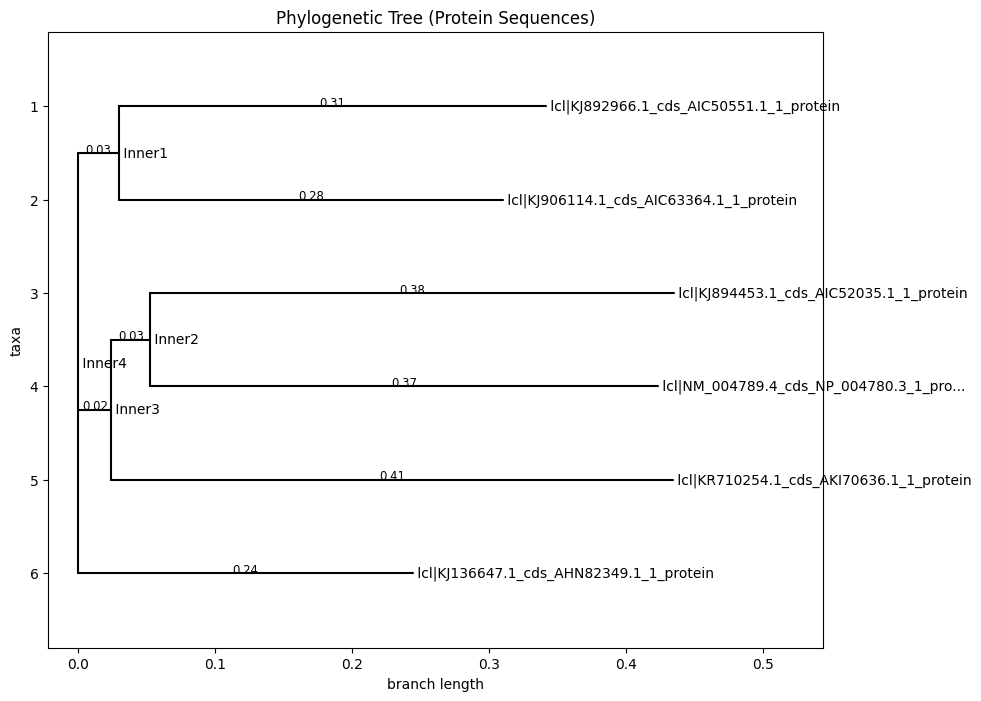 Phylogenetic Tree (Protein Sequences)
0.31
1
lcl|KJ892966.1_cds_AIC50551.1_1_protein
0.03
Inner1
0.28
2
lcl|KJ906114.1_cds_AIC63364.1_1_protein
0.38
3
lcl|KJ894453.1_cds_AIC52035.1_1_protein
0.03
Inner2
taxa
Inner4
0.37
4
lcl|NM_004789.4_cds_NP_004780.3_1_pro...
0.02
Inner3
0.41
5
lcl|KR710254.1_cds_AKI70636.1_1_protein
0.24
6
lcl|KJ136647.1_cds_AHN82349.1_1_protein
0.0 0.1 0.2 0.3 0.4 0.5
branch length